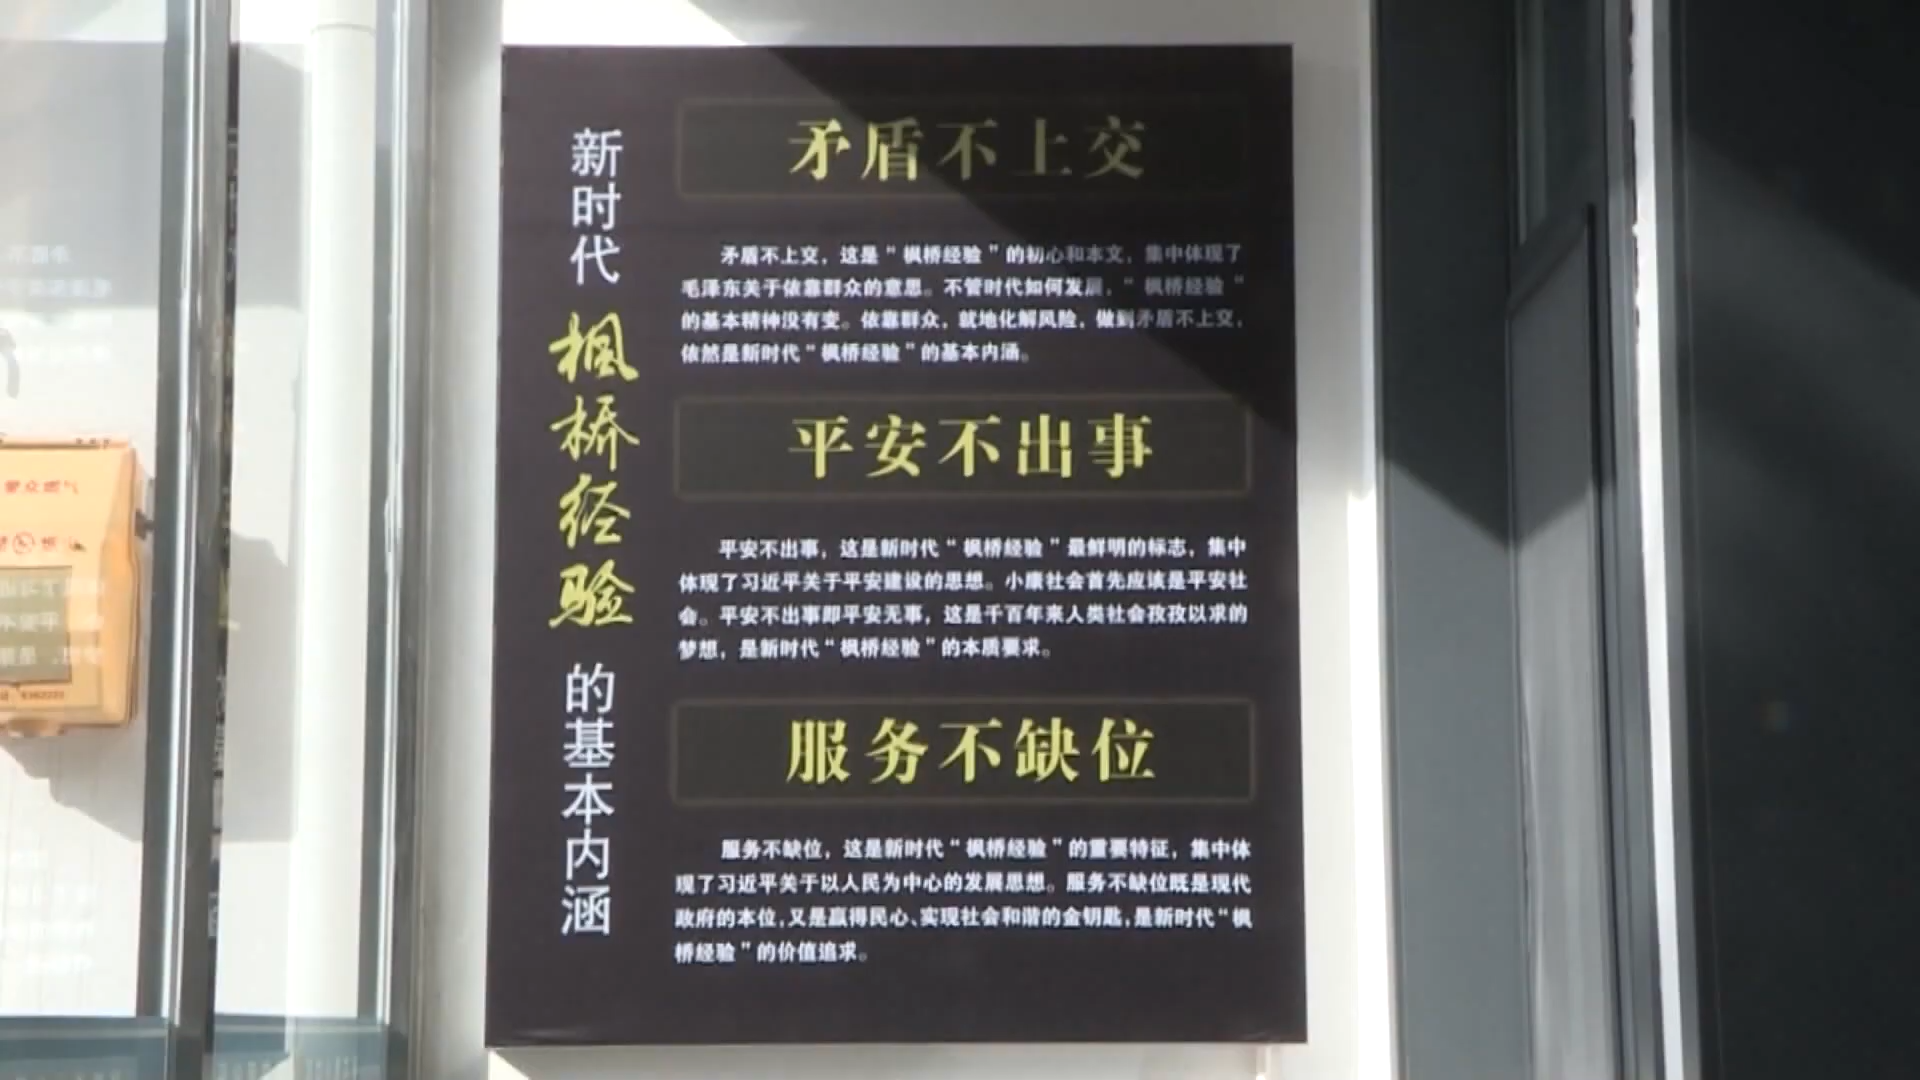 新时代
枫桥经验
的基本内涵
矛盾不上交
矛盾不上交，这是“枫桥经验”的初心和本文，集中体现了
毛泽东关于依靠群众的意思。不管时代如何发展，“枫桥经验”
的基本精神没有变。依靠群众，就地化解风险，做到矛盾不上交，
依然是新时代“枫桥经验”的基本内涵。
平安不出事
平安不出事，这是新时代“枫桥经验”最鲜明的标志，集中
体现了习近平关于平安建设的思想。小康社会首先应该是平安社
会。平安不出事即平安无事，这是千百年来人类社会孜孜以求的
梦想，是新时代“枫桥经验”的本质要求。
服务不缺位
服务不缺位，这是新时代“枫桥经验”的重要特征，集中体
现了习近平关于以人民为中心的发展思想。服务不缺位既是现代
政府的本位，又是赢得民心、实现社会和谐的金钥匙，是新时代“枫
桥经验”的价值追求。